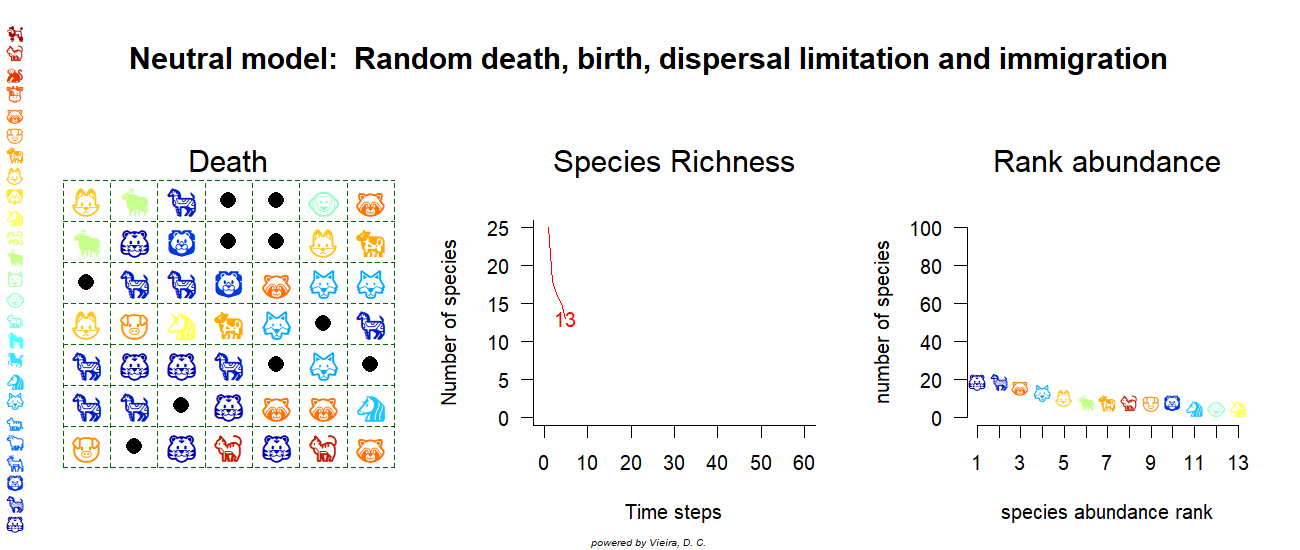 Neutral model:  Random death, birth, dispersal limitation and immigration
Death
Species Richness
Rank abundance
Number of species
25
20
15
10
5
0
13
0 10 20 30 40 50 60
Time steps
number of species
100
80
60
40
20
0
1 3 5 7 9 11 13
species abundance rank
powered by Vieira, D. C.